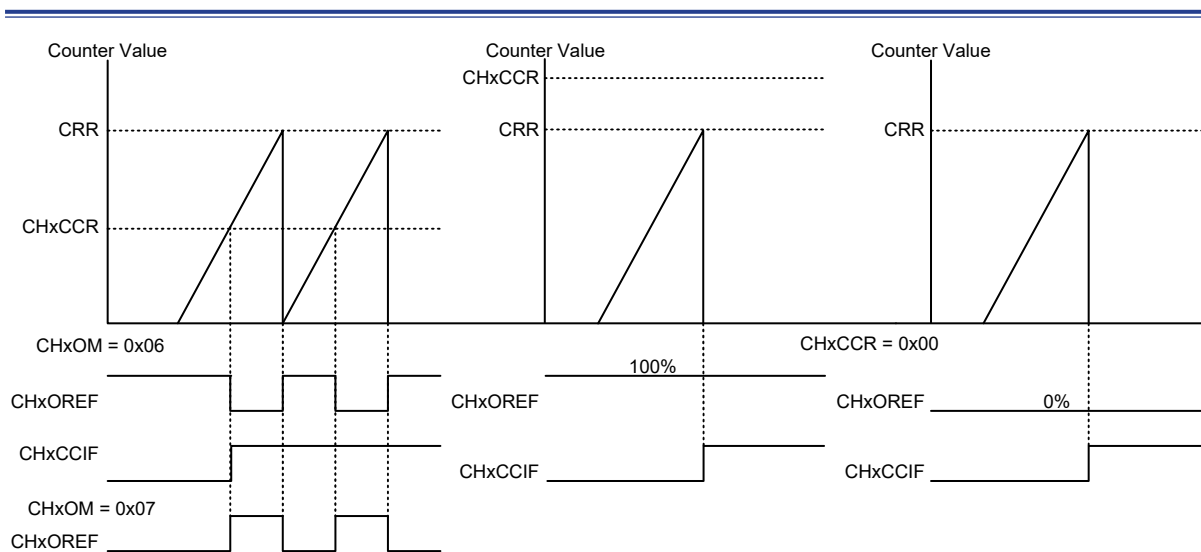 Counter Value
CRR
CHxCCR
CHxOM = 0x06
CHxOREF
CHxCCIF
CHxOM = 0x07
CHxOREF
Counter Value
CHxCCR
CRR
100%
CHxOREF
CHxCCIF
Counter Value
CRR
CHxCCR = 0x00
CHxOREF
0%
CHxCCIF